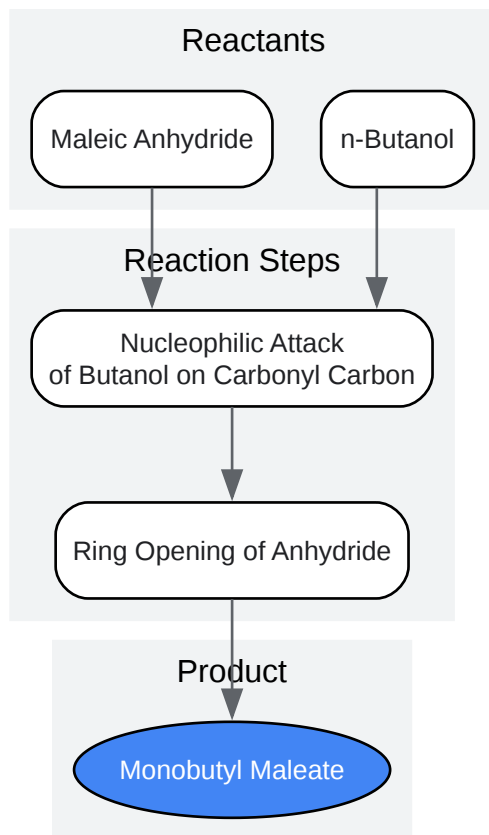 Reactants
Maleic Anhydride
n-Butanol
Reaction Steps
Nucleophilic Attack
of Butanol on Carbonyl Carbon
Ring Opening of Anhydride
Product
Monobutyl Maleate